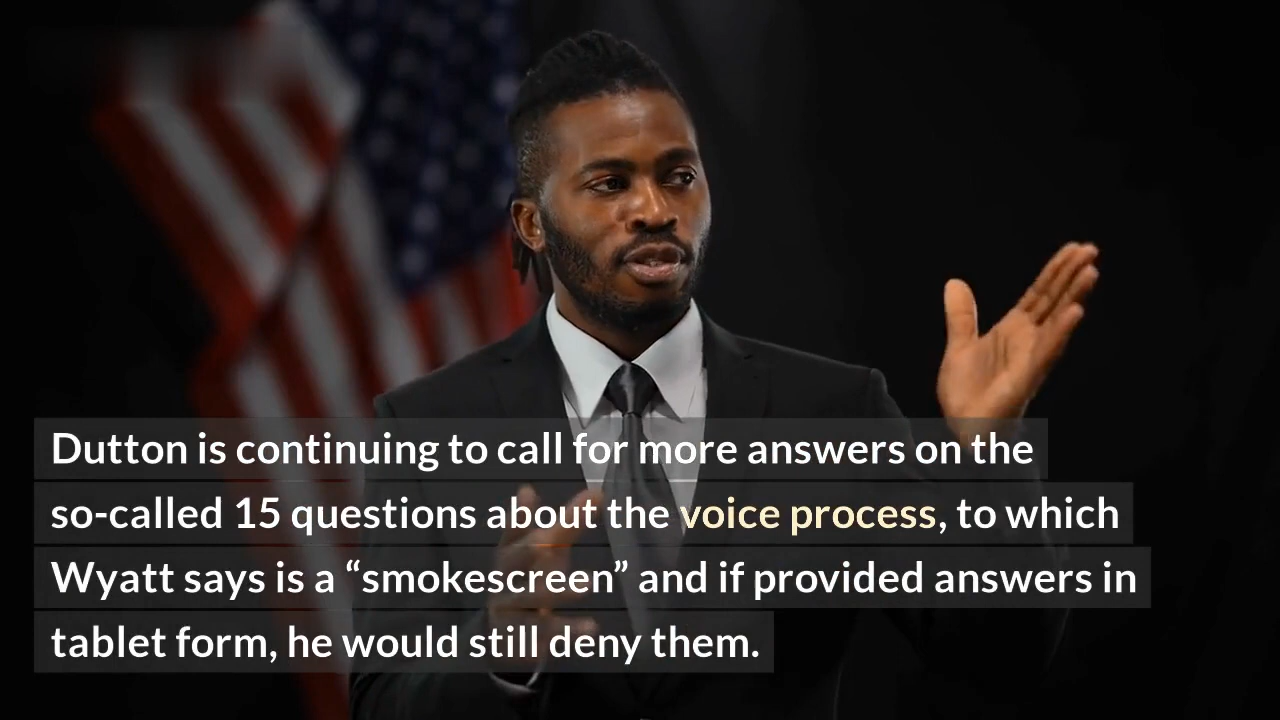 Dutton is continuing to call for more answers on the
so-called 15 questions about the voice process, to which
Wyatt says is a “smokescreen” and if provided answers in
tablet form, he would still deny them.